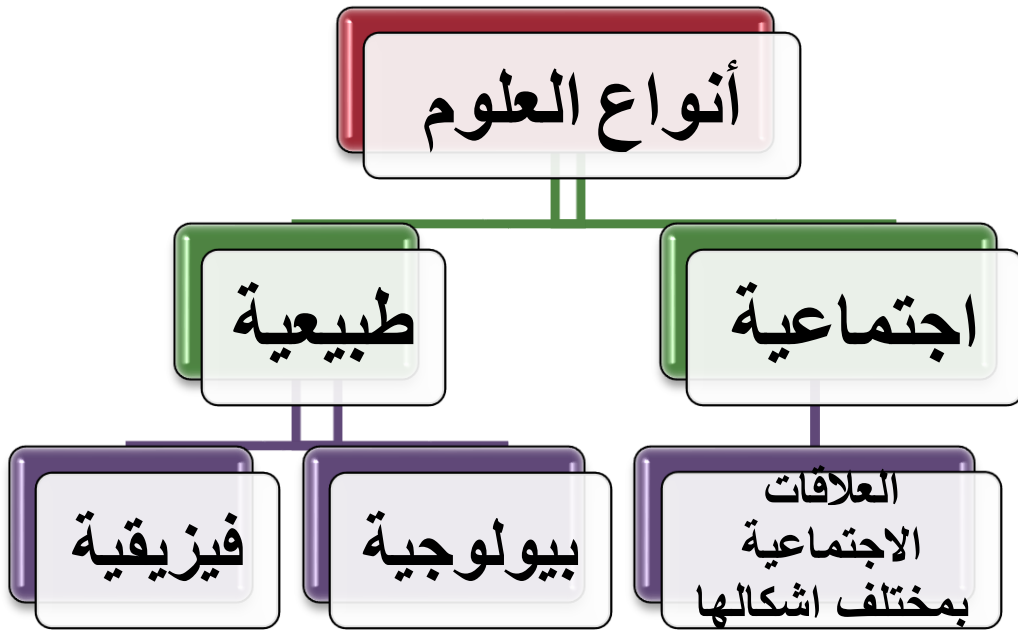 أنواع العلوم
اجتماعية
طبيعية
العلاقات
الاجتماعية
بمختلف اشكالها
بيولوجية
فيزيقية